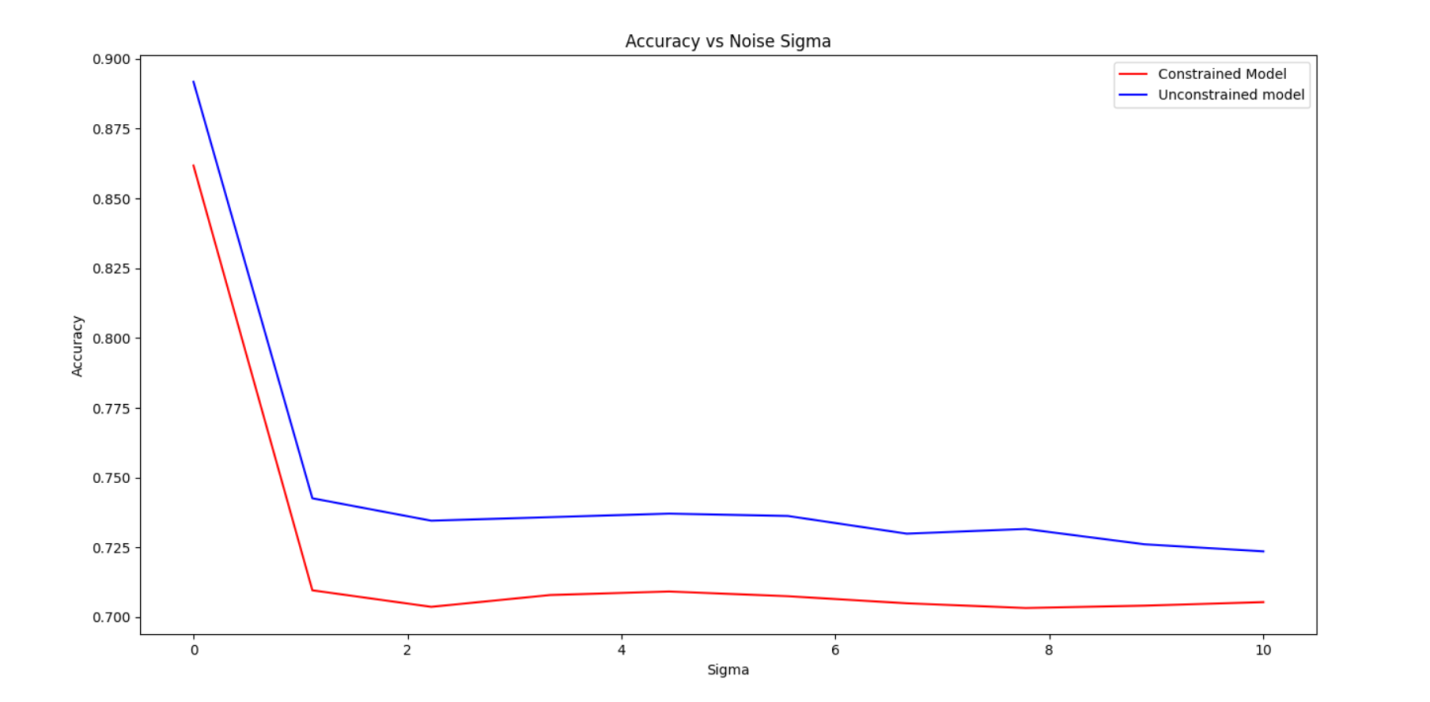 Accuracy vs Noise Sigma
Constrained Model
Unconstrained model
Accuracy
0.900
0.875
0.850
0.825
0.800
0.775
0.750
0.725
0.700
0 2 4 6 8 10
Sigma